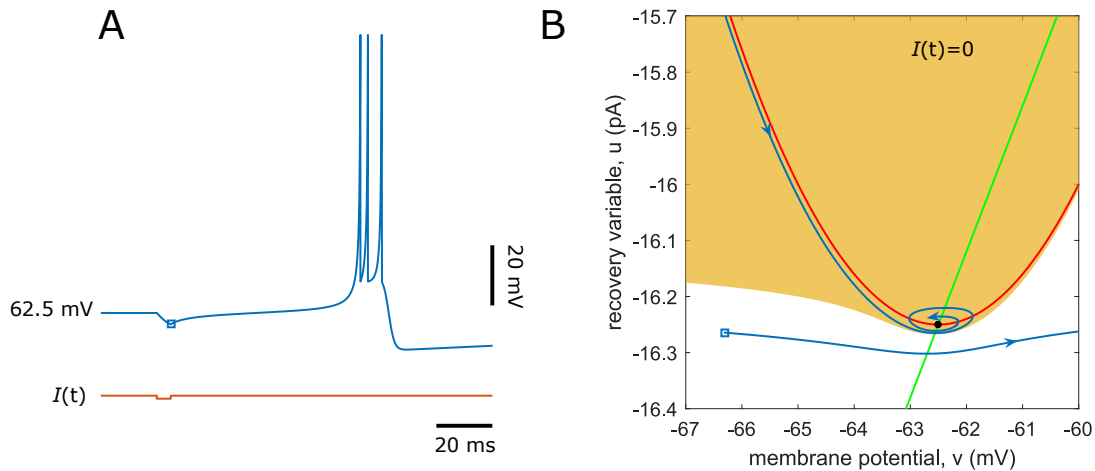 A
62.5 mV
20 mV
I(t)
20 ms
B
I(t)=0
recovery variable, u (pA)
-15.7
-15.8
-15.9
-16
-16.1
-16.2
-16.3
-16.4
-67 -66 -65 -64 -63 -62 -61 -60
membrane potential, v (mV)